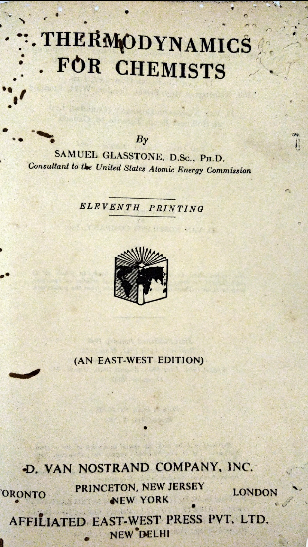 THERMODYNAMICS
FOR CHEMISTS
By
SAMUEL GLASSTONE, D.Sc., Ph.D.
Consultant to the United States Atomic Energy Commission
ELEVENTH PRINTING
(AN EAST-WEST EDITION)
D. VAN NOSTRAND COMPANY, INC.
PRINCETON, NEW JERSEY
ORONTO NEW YORK LONDON
AFFILIATED EAST-WEST PRESS PVT. LTD.
NEW DELHI